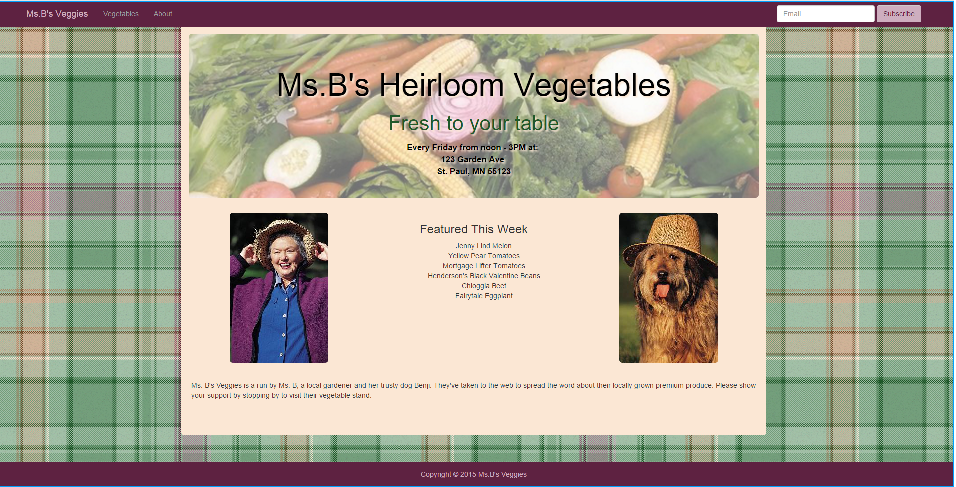 Ms.B's Veggies Vegetables About Email Subscribe
Ms.B's Heirloom Vegetables
Fresh to your table
Every Friday from noon - 3PM at:
123 Garden Ave
St. Paul, MN 55123
Featured This Week
Jenny Lind Melon
Yellow Pear Tomatoes
Mortgage Lifter Tomatoes
Henderson's Black Valentine Beans
Chioggia Beet
Fairytale Eggplant
Ms. B's Veggies is a run by Ms. B, a local gardener and her trusty dog Benji. They've taken to the web to spread the word about their locally grown premium produce. Please show
your support by stopping by to visit their vegetable stand.
Copyright © 2015 Ms.B's Veggies